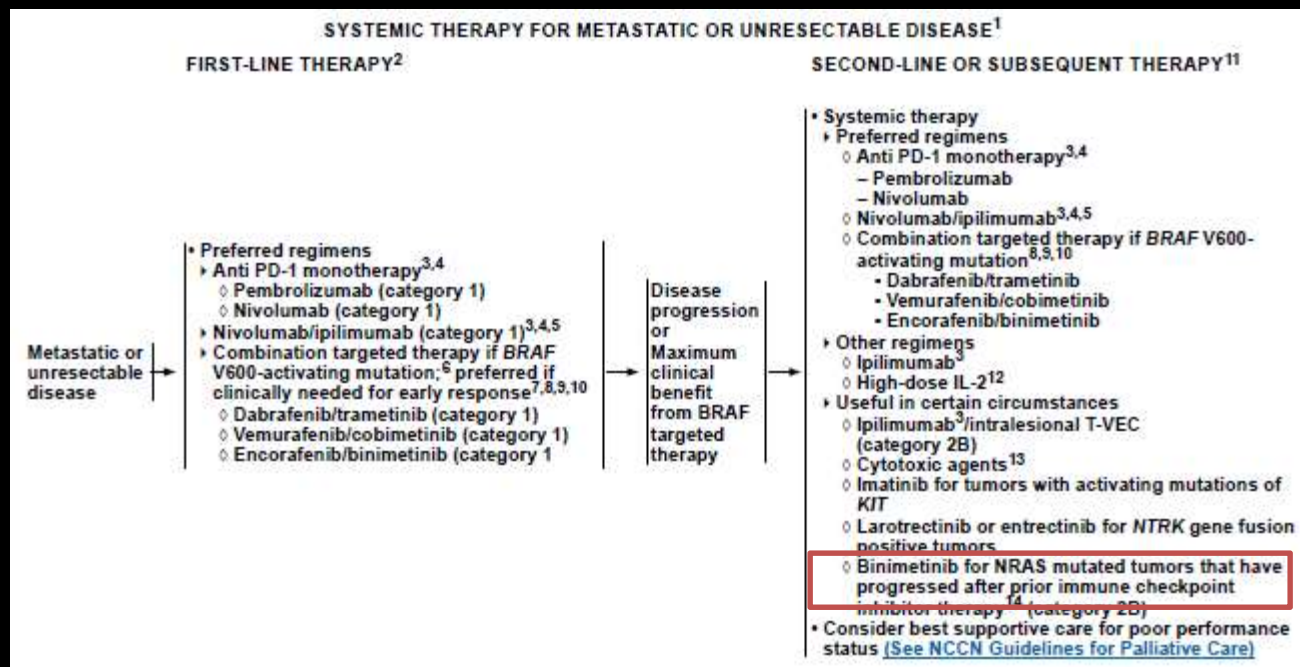 SYSTEMIC THERAPY FOR METASTATIC OR UNRESECTABLE DISEASE1
FIRST-LINE THERAPY2
Metastatic or
unresectable
disease
• Preferred regimens
▸ Anti PD-1 monotherapy3,4
◊ Pembrolizumab (category 1)
◊ Nivolumab (category 1)
▸ Nivolumab/ipilimumab (category 1)3,4,5
▸ Combination targeted therapy if BRAF
V600-activating mutation;6 preferred if
clinically needed for early response7,8,9,10
◊ Dabrafenib/trametinib (category 1)
◊ Vemurafenib/cobimetinib (category 1)
◊ Encorafenib/binimetinib (category 1
Disease
progression
or
Maximum
clinical
benefit
from BRAF
targeted
therapy
SECOND-LINE OR SUBSEQUENT THERAPY11
• Systemic therapy
▸ Preferred regimens
◊ Anti PD-1 monotherapy3,4
– Pembrolizumab
– Nivolumab
◊ Nivolumab/ipilimumab3,4,5
◊ Combination targeted therapy if BRAF V600-
activating mutation8,9,10
▪ Dabrafenib/trametinib
▪ Vemurafenib/cobimetinib
▪ Encorafenib/binimetinib
▸ Other regimens
◊ Ipilimumab3
◊ High-dose IL-212
▸ Useful in certain circumstances
◊ Ipilimumab3/intralesional T-VEC
(category 2B)
◊ Cytotoxic agents13
◊ Imatinib for tumors with activating mutations of
KIT
◊ Larotrectinib or entrectinib for NTRK gene fusion
positive tumors
◊ Binimetinib for NRAS mutated tumors that have
progressed after prior immune checkpoint
inhibitor therapy14 (category 2B)
• Consider best supportive care for poor performance
status (See NCCN Guidelines for Palliative Care)